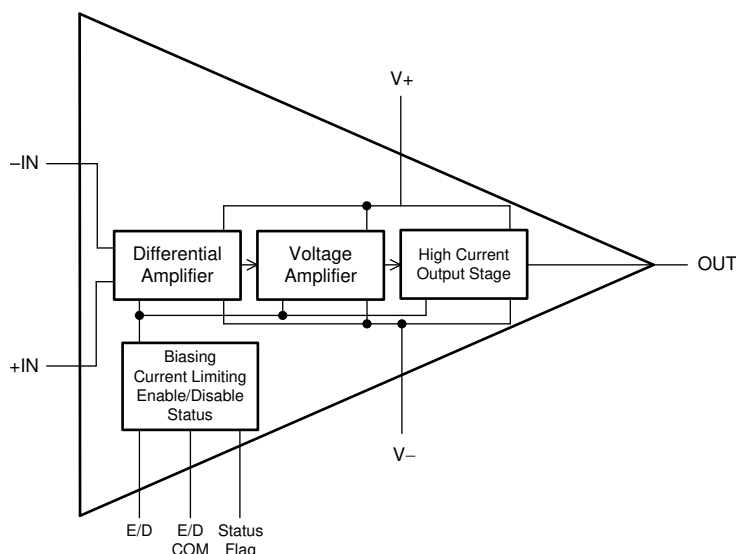 V+
−IN
Differential
Amplifier
Voltage
Amplifier
High Current
Output Stage
OUT
+IN
Biasing
Current Limiting
Enable/Disable
Status
V−
E/D
E/D
COM
Status
Flag